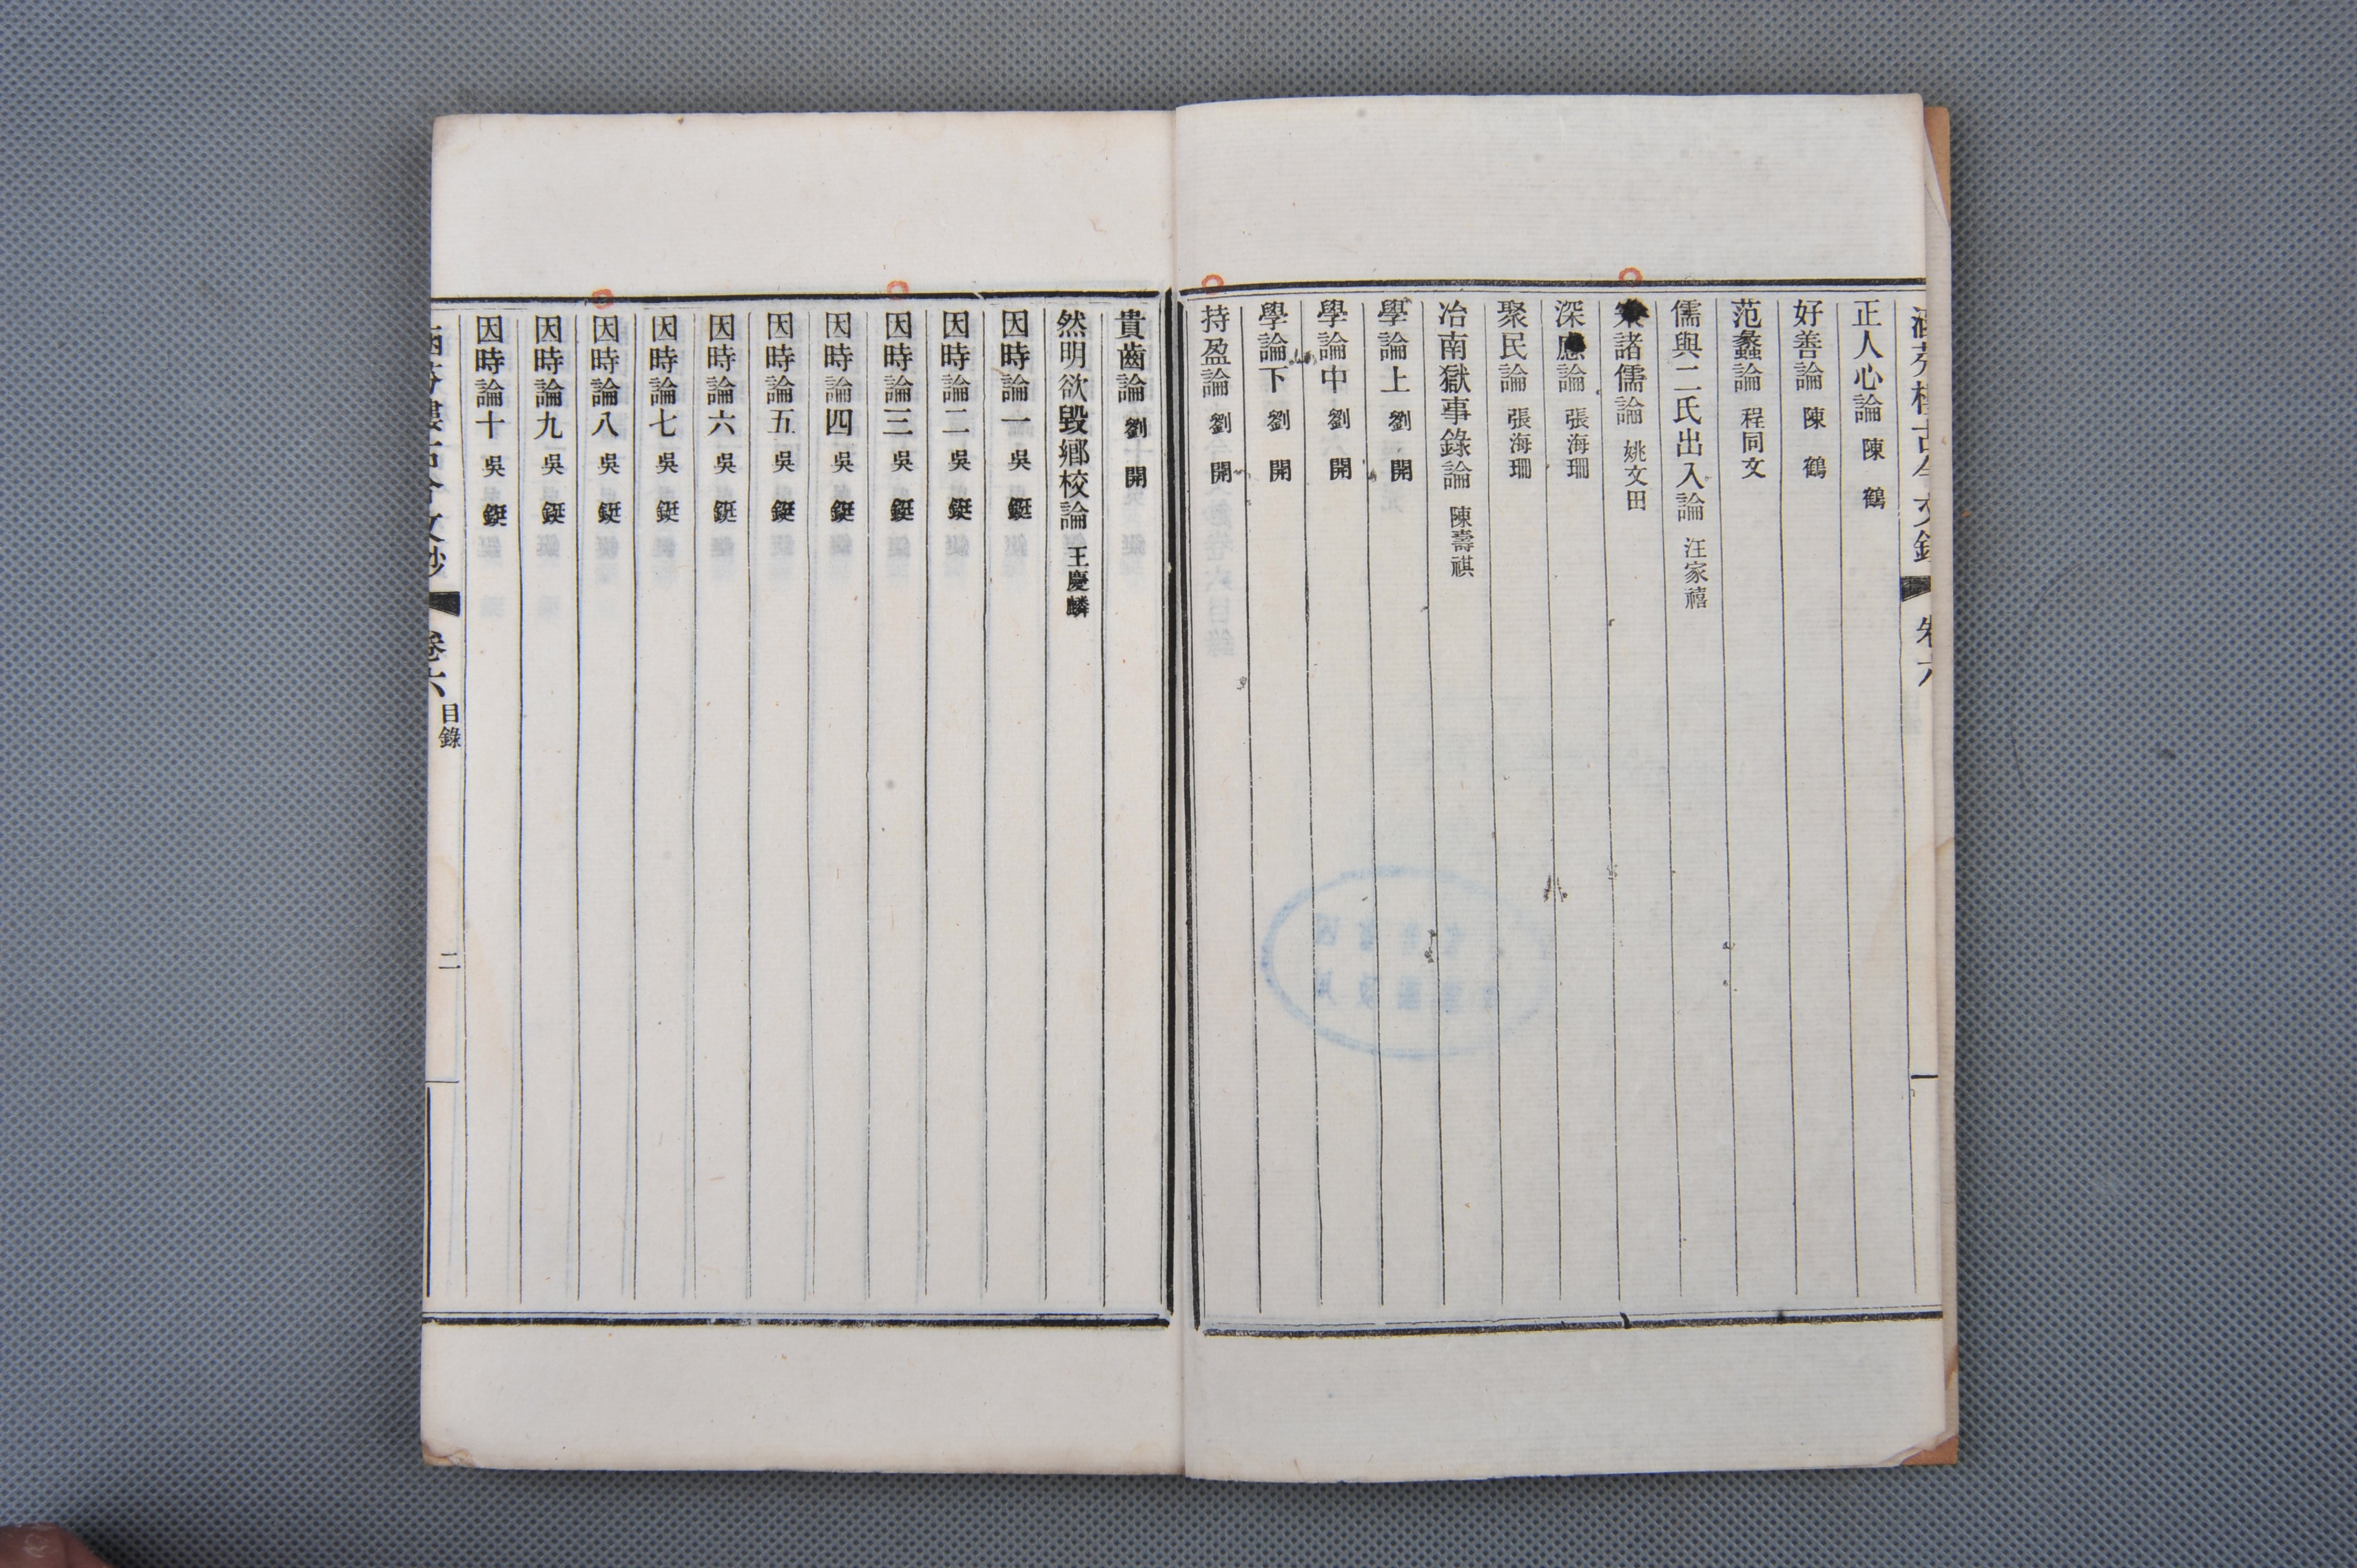 正人心論 陳鶴
好善論 陳鶴
范蠡論 程同文
儒與二氏出入論 汪家禧
諸儒論 姚文田
深慮論 張海珊
聚民論 張海珊
冶南獄事錄論 陳壽祺
學論上 劉開
學論中 劉開
學論下 劉開
持盈論 劉開
貴齒論 劉開
然明欲毀鄉校論 王慶麟
因時論一 吳鋌
因時論二 吳鋌
因時論三 吳鋌
因時論四 吳鋌
因時論五 吳鋌
因時論六 吳鋌
因時論七 吳鋌
因時論八 吳鋌
因時論九 吳鋌
因時論十 吳鋌
涵芬樓古今文鈔 卷六 目錄 二